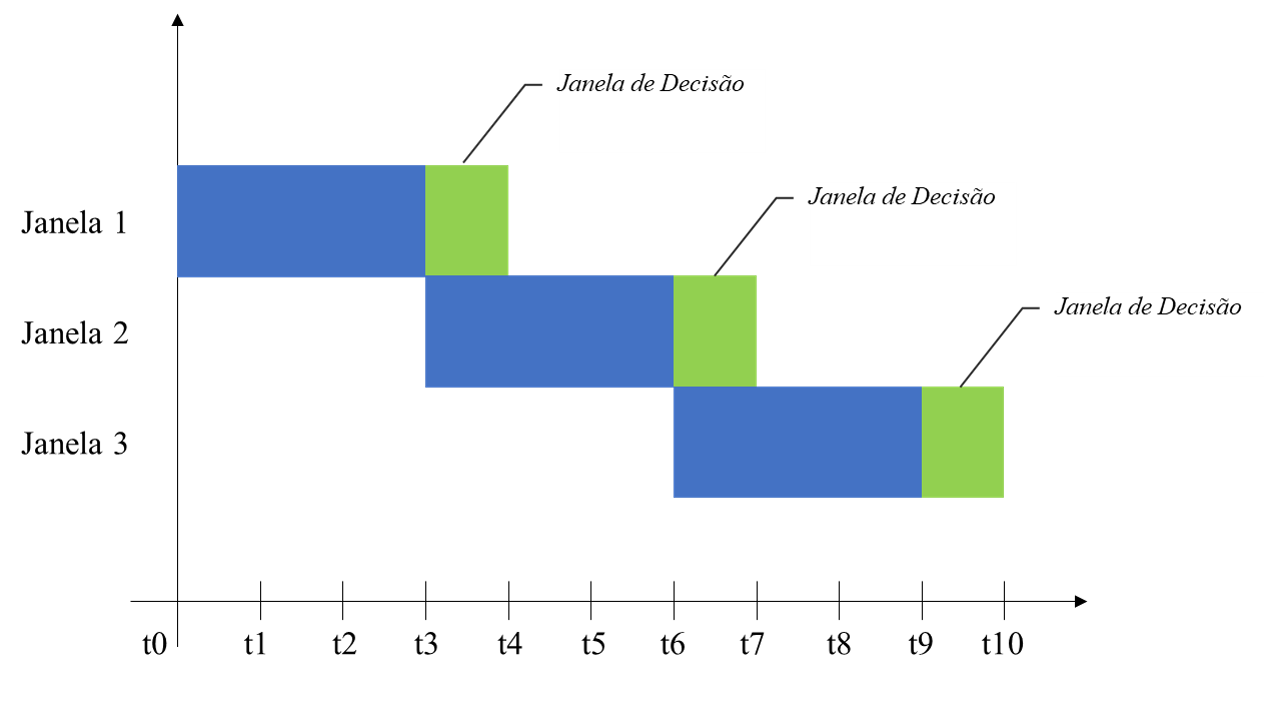 Janela de Decisão
Janela de Decisão
Janela 1
Janela de Decisão
Janela 2
Janela 3
t0 t1 t2 t3 t4 t5 t6 t7 t8 t9 t10